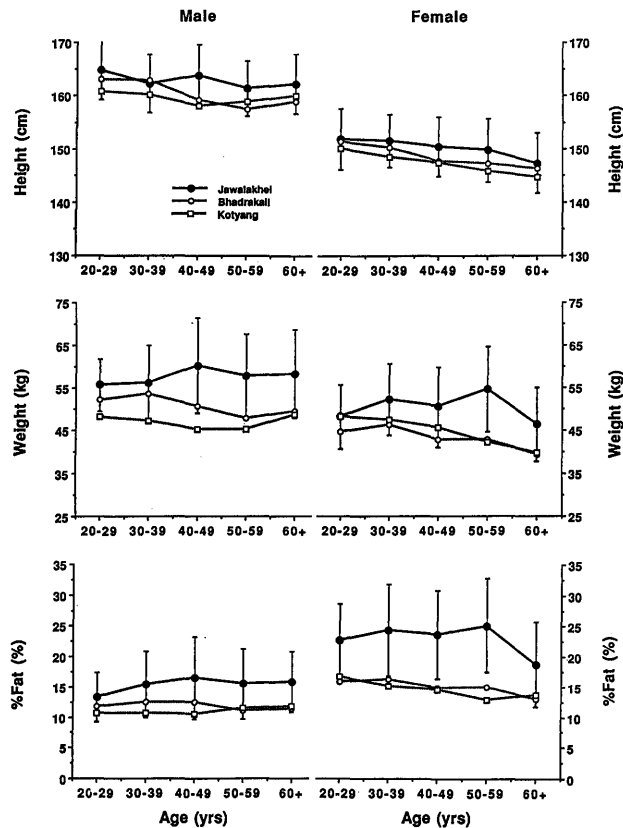 Male Female
170 170
160 160
150 150
140 140
130 130
Height (cm) Height (cm)
Jawalakhel
Bhadrakali
Kotyang
20-29 30-39 40-49 50-59 60+ 20-29 30-39 40-49 50-59 60+
75 75
65 65
55 55
45 45
35 35
25 25
Weight (kg) Weight (kg)
20-29 30-39 40-49 50-59 60+ 20-29 30-39 40-49 50-59 60+
35 35
30 30
25 25
20 20
15 15
10 10
5 5
0 0
%Fat (%) %Fat (%)
20-29 30-39 40-49 50-59 60+ 20-29 30-39 40-49 50-59 60+
Age (yrs) Age (yrs)